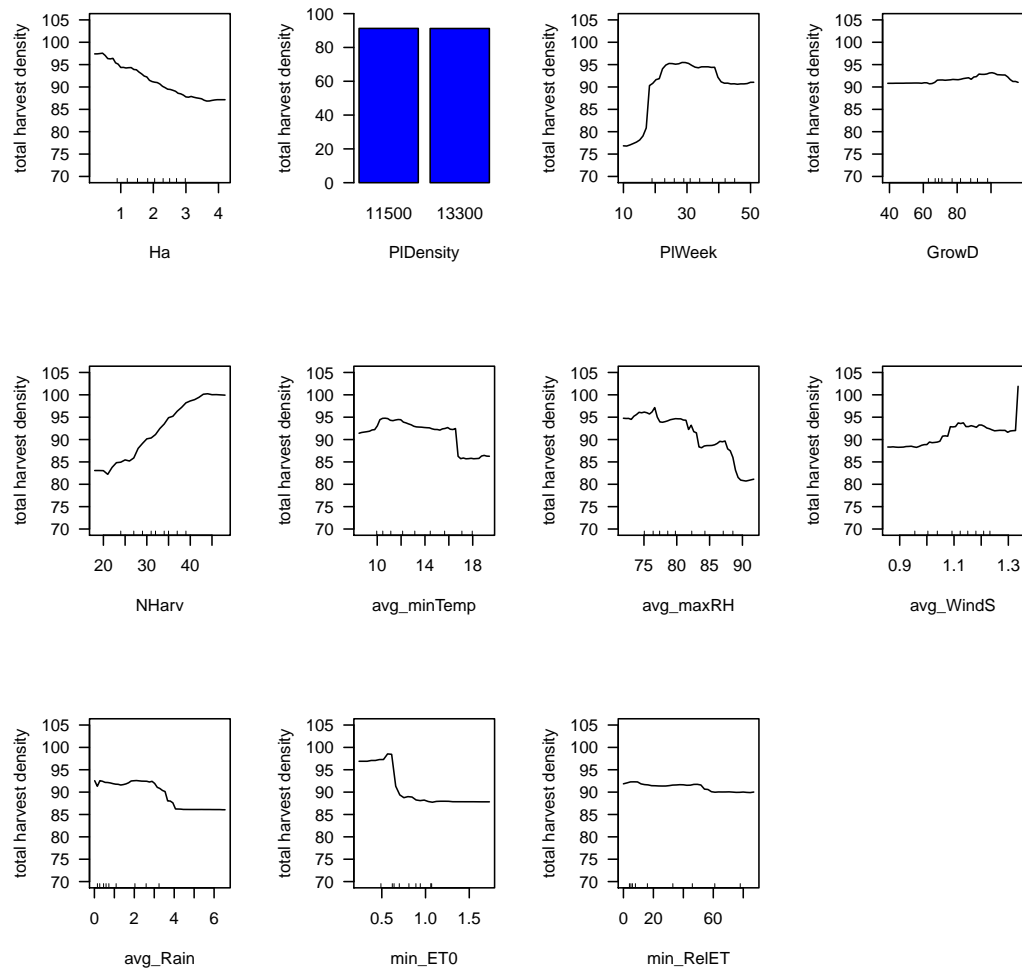 total harvest density
105
100
95
90
85
80
75
70
1 2 3 4
Ha
total harvest density
100
80
60
40
20
0
11500 13300
PlDensity
total harvest density
105
100
95
90
85
80
75
70
10 30 50
PlWeek
total harvest density
105
100
95
90
85
80
75
70
40 60 80
GrowD
total harvest density
105
100
95
90
85
80
75
70
20 30 40
NHarv
total harvest density
105
100
95
90
85
80
75
70
10 14 18
avg_minTemp
total harvest density
105
100
95
90
85
80
75
70
75 80 85 90
avg_maxRH
total harvest density
105
100
95
90
85
80
75
70
0.9 1.1 1.3
avg_WindS
total harvest density
105
100
95
90
85
80
75
70
0 2 4 6
avg_Rain
total harvest density
105
100
95
90
85
80
75
70
0.5 1.0 1.5
min_ET0
total harvest density
105
100
95
90
85
80
75
70
0 20 60
min_RelET